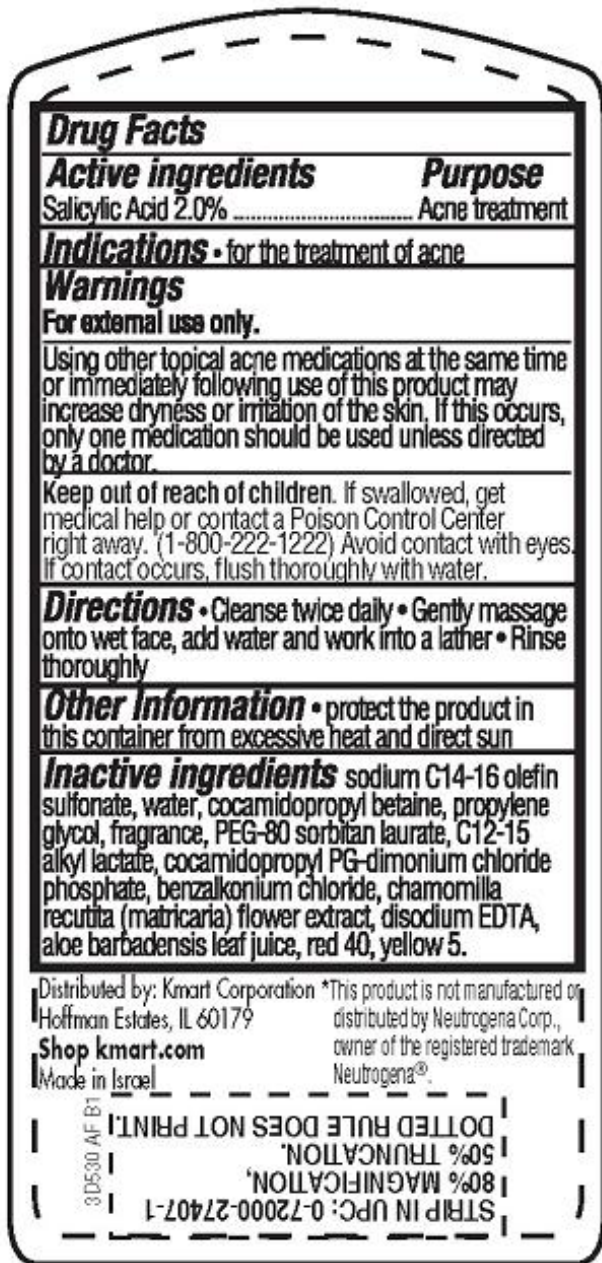 Drug Facts
Active ingredients Purpose
Salicylic Acid 2.0% .................................. Acne treatment
Indications • for the treatment of acne
Warnings
For external use only.
Using other topical acne medications at the same time
or immediately following use of this product may
increase dryness or irritation of the skin. If this occurs,
only one medication should be used unless directed
by a doctor.
Keep out of reach of children. If swallowed, get
medical help or contact a Poison Control Center
right away. (1-800-222-1222) Avoid contact with eyes.
If contact occurs, flush thoroughly with water.
Directions • Cleanse twice daily • Gently massage
onto wet face, add water and work into a lather • Rinse
thoroughly
Other Information • protect the product in
this container from excessive heat and direct sun
Inactive ingredients sodium C14-16 olefin
sulfonate, water, cocamidopropyl betaine, propylene
glycol, fragrance, PEG-80 sorbitan laurate, C12-15
alkyl lactate, cocamidopropyl PG-dimonium chloride
phosphate, benzalkonium chloride, chamomilla
recutita (matricaria) flower extract, disodium EDTA,
aloe barbadensis leaf juice, red 40, yellow 5.
Distributed by: Kmart Corporation
Hoffman Estates, IL 60179
Shop kmart.com
Made in Israel
*This product is not manufactured or
distributed by Neutrogena Corp.,
owner of the registered trademark
Neutrogena®.
3D530 AF B1
STRIP IN UPC: 0-72000-27407-1
80% MAGNIFICATION,
50% TRUNCATION.
DOTTED RULE DOES NOT PRINT.